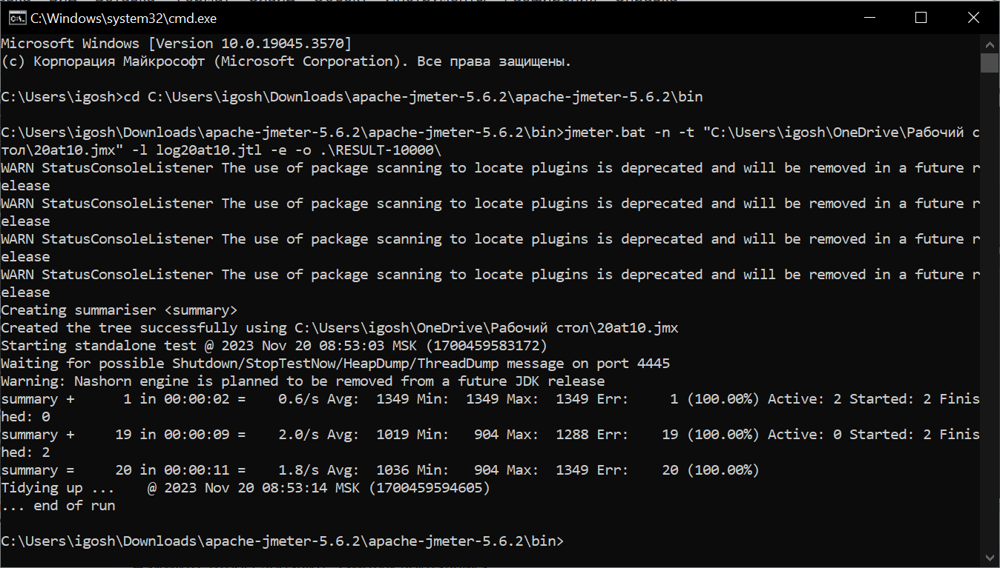 C:\Windows\system32\cmd.exe
Microsoft Windows [Version 10.0.19045.3570]
(c) Корпорация Майкрософт (Microsoft Corporation). Все права защищены.
C:\Users\igosh>cd C:\Users\igosh\Downloads\apache-jmeter-5.6.2\apache-jmeter-5.6.2\bin
C:\Users\igosh\Downloads\apache-jmeter-5.6.2\apache-jmeter-5.6.2\bin>jmeter.bat -n -t "C:\Users\igosh\OneDrive\Рабочий с
тол\20at10.jmx" -l log20at10.jtl -e -o .\RESULT-10000\
WARN StatusConsoleListener The use of package scanning to locate plugins is deprecated and will be removed in a future r
elease
WARN StatusConsoleListener The use of package scanning to locate plugins is deprecated and will be removed in a future r
elease
WARN StatusConsoleListener The use of package scanning to locate plugins is deprecated and will be removed in a future r
elease
WARN StatusConsoleListener The use of package scanning to locate plugins is deprecated and will be removed in a future r
elease
Creating summariser <summary>
Created the tree successfully using C:\Users\igosh\OneDrive\Рабочий стол\20at10.jmx
Starting standalone test @ 2023 Nov 20 08:53:03 MSK (1700459583172)
Waiting for possible Shutdown/StopTestNow/HeapDump/ThreadDump message on port 4445
Warning: Nashorn engine is planned to be removed from a future JDK release
summary +      1 in 00:00:02 =    0.6/s Avg:  1349 Min:  1349 Max:  1349 Err:     1 (100.00%) Active: 2 Started: 2 Finis
hed: 0
summary +     19 in 00:00:09 =    2.0/s Avg:  1019 Min:   904 Max:  1288 Err:    19 (100.00%) Active: 0 Started: 2 Finis
hed: 2
summary =     20 in 00:00:11 =    1.8/s Avg:  1036 Min:   904 Max:  1349 Err:    20 (100.00%)
Tidying up ...    @ 2023 Nov 20 08:53:14 MSK (1700459594605)
... end of run
C:\Users\igosh\Downloads\apache-jmeter-5.6.2\apache-jmeter-5.6.2\bin>